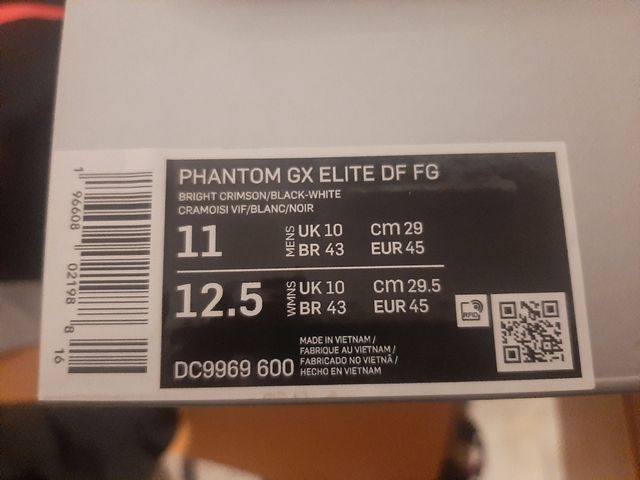 PHANTOM GX ELITE DF FG
BRIGHT CRIMSON/BLACK-WHITE
CRAMOISI VIF/BLANC/NOIR
11 MENS UK 10 cm 29
BR 43 EUR 45
12.5 WMNS UK 10 cm 29.5
BR 43 EUR 45
RFID
DC9969 600
MADE IN VIETNAM /
FABRIQUE AU VIETNAM /
FABRICADO NO VIETNÃ /
HECHO EN VIETNAM
1 96608 02198 8
16